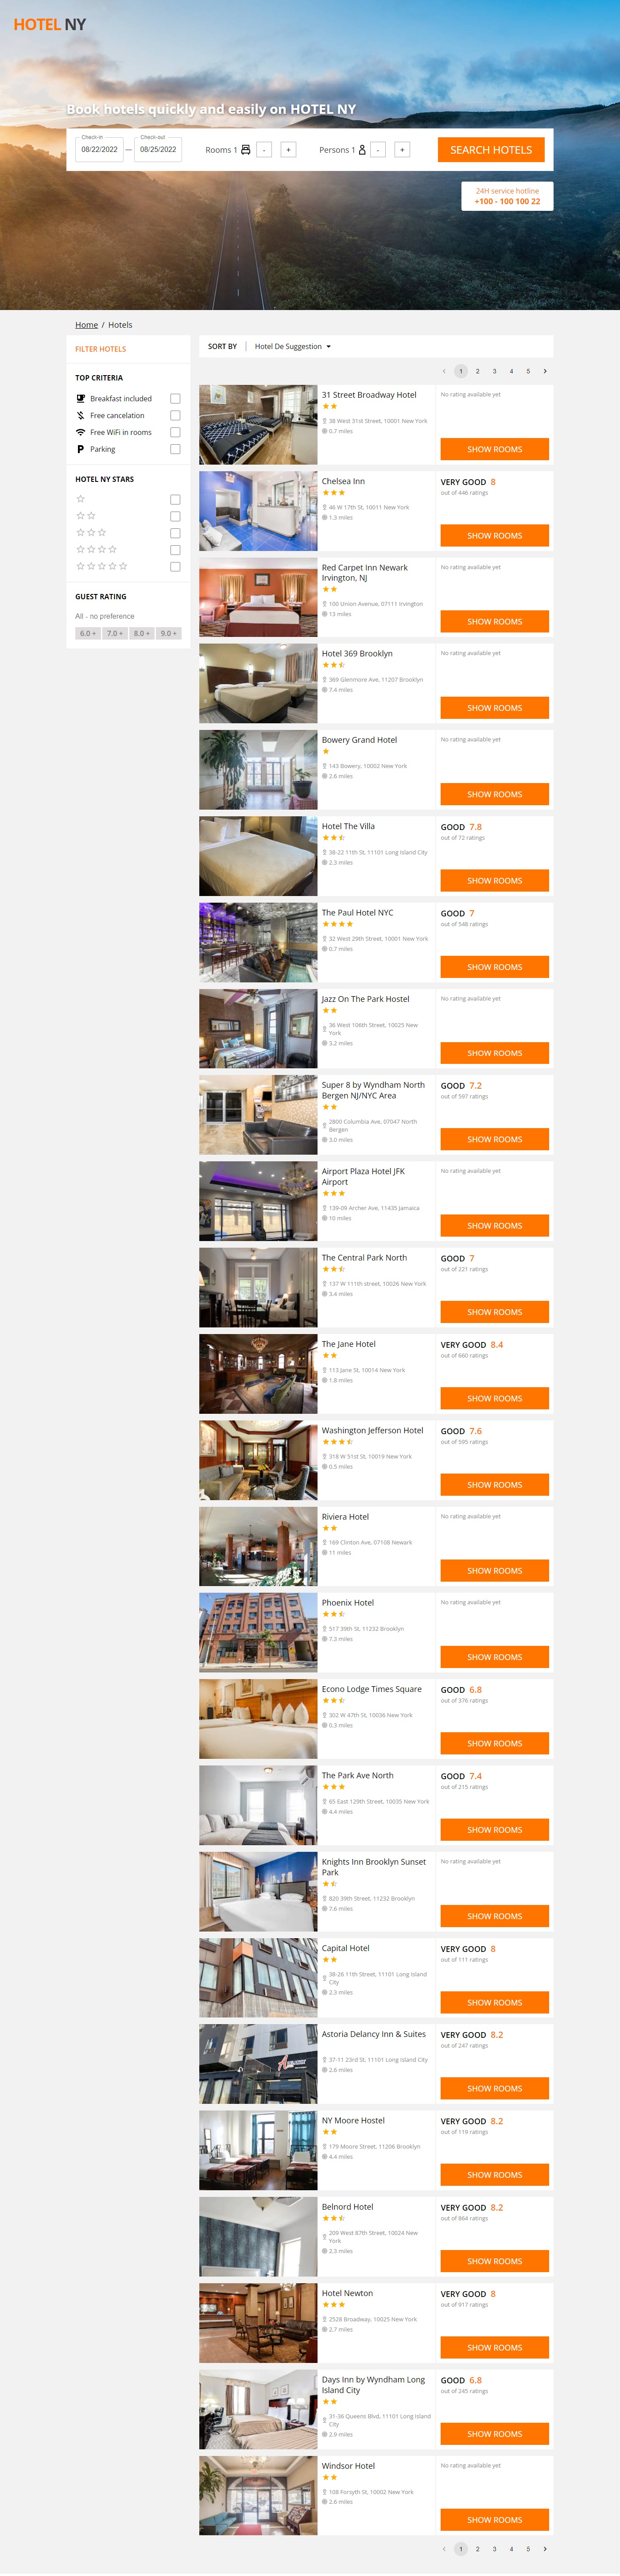 HOTEL NY
Book hotels quickly and easily on HOTEL NY
Check-in
08/22/2022
—
Check-out
08/25/2022
Rooms 1
-
+
Persons 1
-
+
SEARCH HOTELS
24H service hotline
+100 - 100 100 22
Home / Hotels
FILTER HOTELS
TOP CRITERIA
Breakfast included
Free cancelation
Free WiFi in rooms
Parking
HOTEL NY STARS
GUEST RATING
All - no preference
6.0 +
7.0 +
8.0 +
9.0 +
SORT BY
Hotel De Suggestion
1 2 3 4 5
31 Street Broadway Hotel
38 West 31st Street, 10001 New York
0.7 miles
No rating available yet
SHOW ROOMS
Chelsea Inn
46 W 17th St, 10011 New York
1.3 miles
VERY GOOD 8
out of 446 ratings
SHOW ROOMS
Red Carpet Inn Newark
Irvington, NJ
100 Union Avenue, 07111 Irvington
13 miles
No rating available yet
SHOW ROOMS
Hotel 369 Brooklyn
369 Glenmore Ave, 11207 Brooklyn
7.4 miles
No rating available yet
SHOW ROOMS
Bowery Grand Hotel
143 Bowery, 10002 New York
2.6 miles
No rating available yet
SHOW ROOMS
Hotel The Villa
38-22 11th St, 11101 Long Island City
2.3 miles
GOOD 7.8
out of 72 ratings
SHOW ROOMS
The Paul Hotel NYC
32 West 29th Street, 10001 New York
0.7 miles
GOOD 7
out of 548 ratings
SHOW ROOMS
Jazz On The Park Hostel
36 West 106th Street, 10025 New
York
3.2 miles
No rating available yet
SHOW ROOMS
Super 8 by Wyndham North
Bergen NJ/NYC Area
2800 Columbia Ave, 07047 North
Bergen
3.0 miles
GOOD 7.2
out of 597 ratings
SHOW ROOMS
Airport Plaza Hotel JFK
Airport
139-09 Archer Ave, 11435 Jamaica
10 miles
No rating available yet
SHOW ROOMS
The Central Park North
137 W 111th street, 10026 New York
3.4 miles
GOOD 7
out of 221 ratings
SHOW ROOMS
The Jane Hotel
113 Jane St, 10014 New York
1.8 miles
VERY GOOD 8.4
out of 660 ratings
SHOW ROOMS
Washington Jefferson Hotel
318 W 51st St, 10019 New York
0.5 miles
GOOD 7.6
out of 595 ratings
SHOW ROOMS
Riviera Hotel
169 Clinton Ave, 07108 Newark
11 miles
No rating available yet
SHOW ROOMS
Phoenix Hotel
517 39th St, 11232 Brooklyn
7.3 miles
No rating available yet
SHOW ROOMS
Econo Lodge Times Square
302 W 47th St, 10036 New York
0.3 miles
GOOD 6.8
out of 376 ratings
SHOW ROOMS
The Park Ave North
65 East 129th Street, 10035 New York
4.4 miles
GOOD 7.4
out of 215 ratings
SHOW ROOMS
Knights Inn Brooklyn Sunset
Park
820 39th Street, 11232 Brooklyn
7.6 miles
No rating available yet
SHOW ROOMS
Capital Hotel
38-26 11th Street, 11101 Long Island
City
2.3 miles
VERY GOOD 8
out of 111 ratings
SHOW ROOMS
Astoria Delancy Inn & Suites
37-11 23rd St, 11101 Long Island City
2.6 miles
VERY GOOD 8.2
out of 247 ratings
SHOW ROOMS
NY Moore Hostel
179 Moore Street, 11206 Brooklyn
4.4 miles
VERY GOOD 8.2
out of 119 ratings
SHOW ROOMS
Belnord Hotel
209 West 87th Street, 10024 New
York
2.3 miles
VERY GOOD 8.2
out of 864 ratings
SHOW ROOMS
Hotel Newton
2528 Broadway, 10025 New York
2.7 miles
VERY GOOD 8
out of 917 ratings
SHOW ROOMS
Days Inn by Wyndham Long
Island City
31-36 Queens Blvd, 11101 Long Island
City
2.9 miles
GOOD 6.8
out of 245 ratings
SHOW ROOMS
Windsor Hotel
108 Forsyth St, 10002 New York
2.6 miles
No rating available yet
SHOW ROOMS
1 2 3 4 5